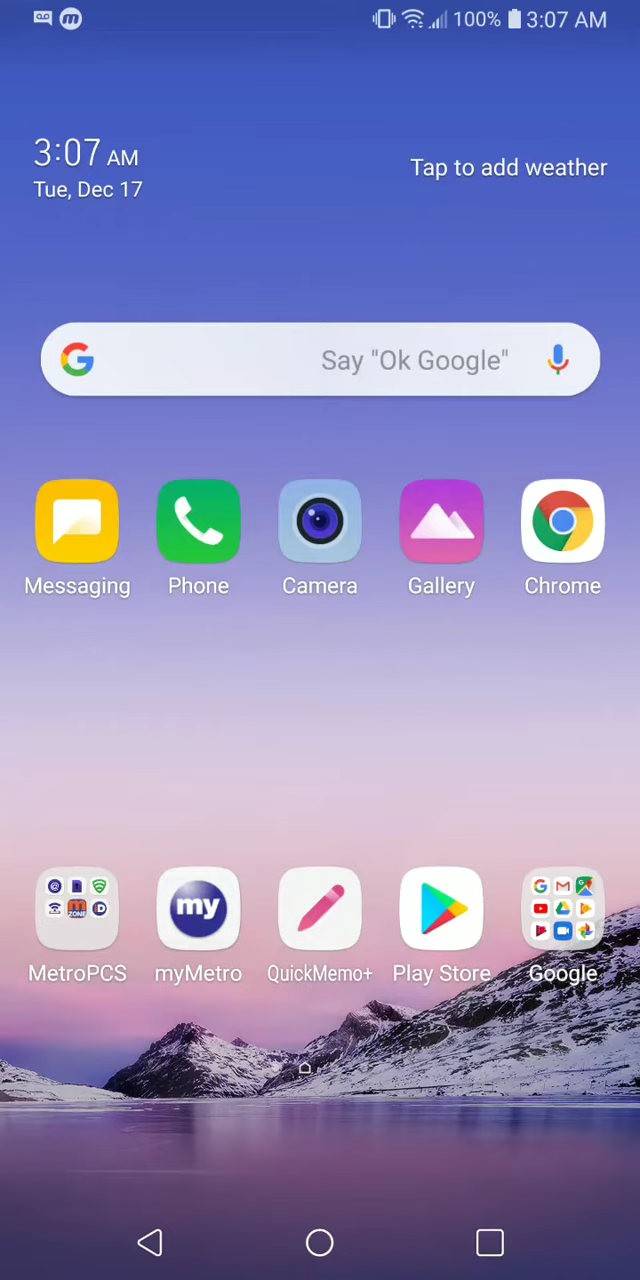 100% 3:07 AM
3:07 AM
Tue, Dec 17
Tap to add weather
Say "Ok Google"
Messaging Phone Camera Gallery Chrome
my
MetroPCS myMetro QuickMemo+ Play Store Google